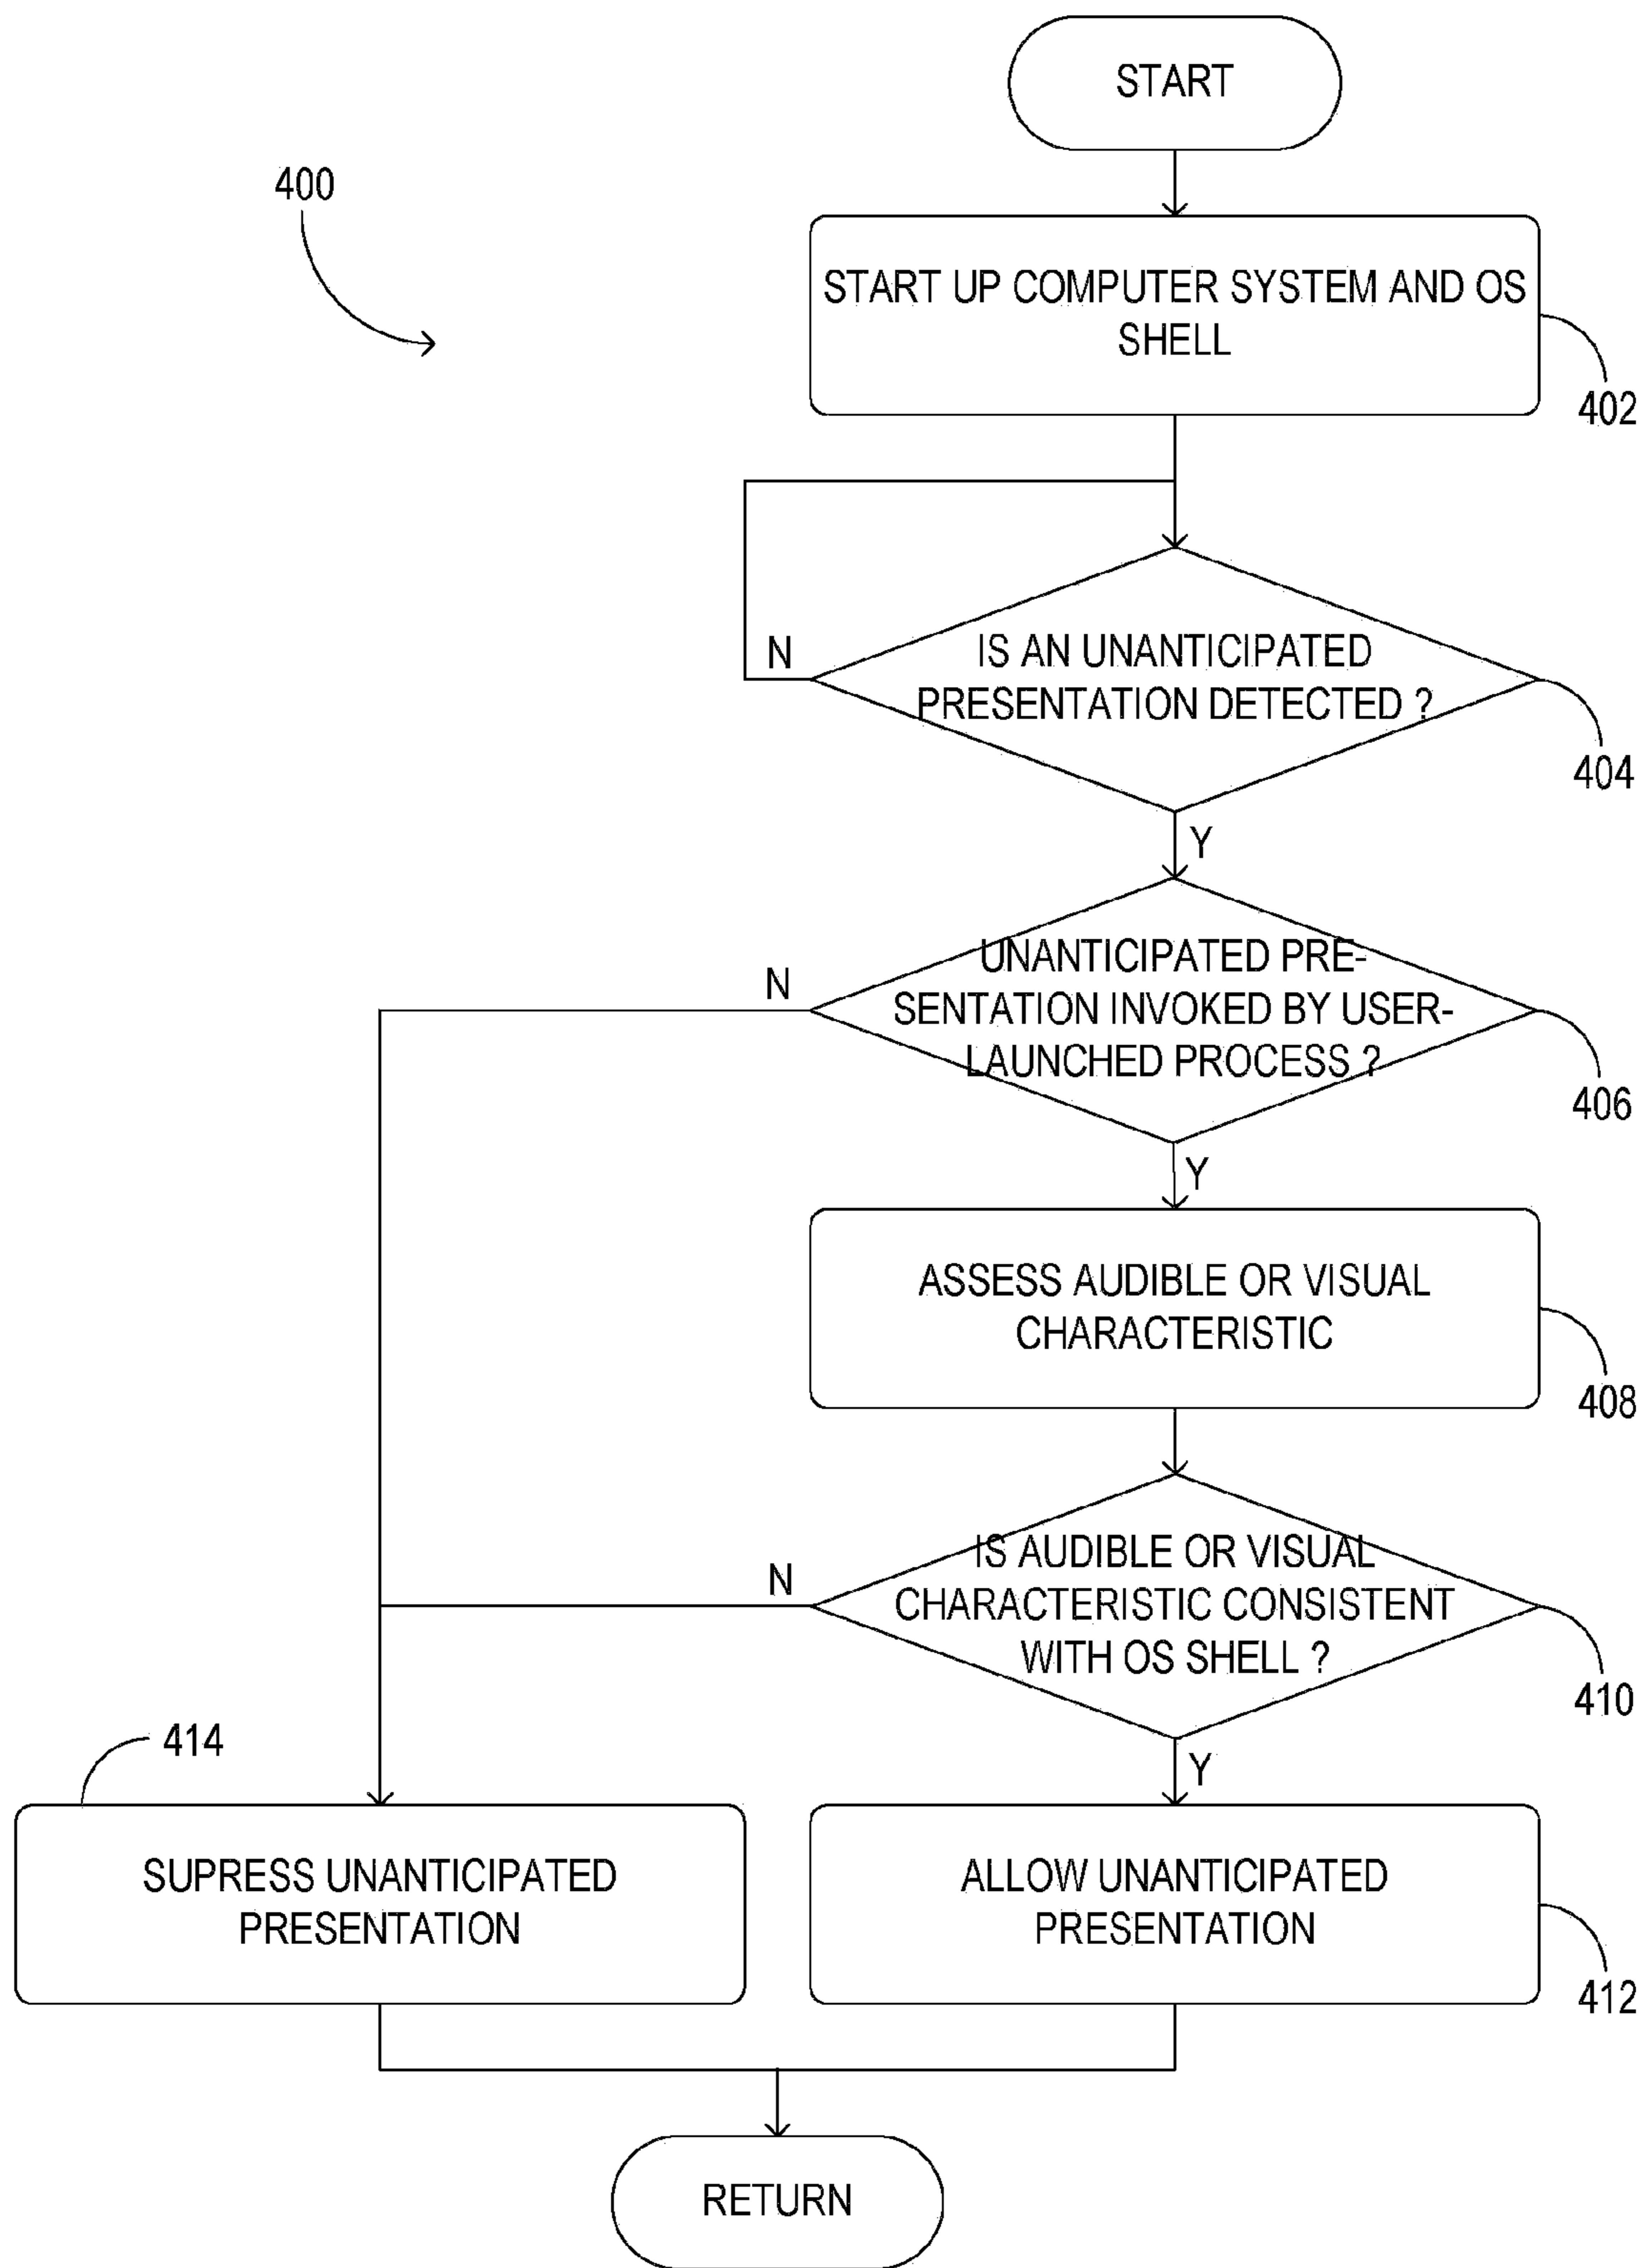 START
400
START UP COMPUTER SYSTEM AND OS
SHELL
402
N
IS AN UNANTICIPATED
PRESENTATION DETECTED ?
404
Y
N
UNANTICIPATED PRE-
SENTATION INVOKED BY USER-
LAUNCHED PROCESS ?
406
Y
ASSESS AUDIBLE OR VISUAL
CHARACTERISTIC
408
N
IS AUDIBLE OR VISUAL
CHARACTERISTIC CONSISTENT
WITH OS SHELL ?
410
414
Y
SUPRESS UNANTICIPATED
PRESENTATION
ALLOW UNANTICIPATED
PRESENTATION
412
RETURN